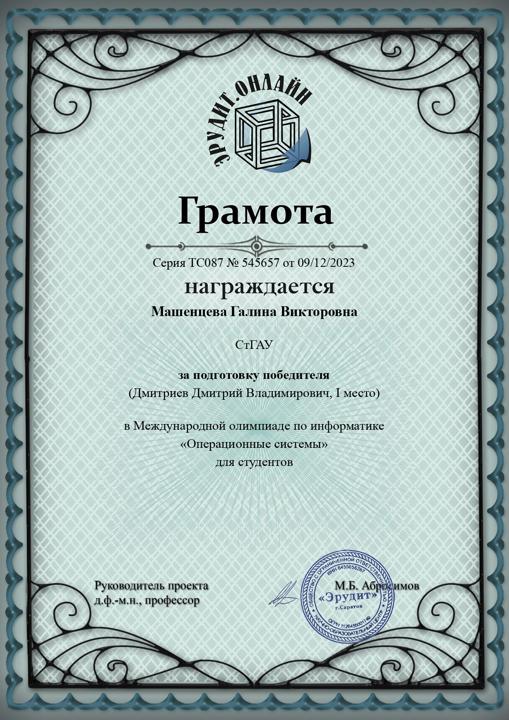 ЭРУДИТ.ОНЛАЙН
Грамота
Серия ТС087 № 545657 от 09/12/2023
награждается
Машенцева Галина Викторовна
СтГАУ
за подготовку победителя
(Дмитриев Дмитрий Владимирович, I место)
в Международной олимпиаде по информатике
«Операционные системы»
для студентов
Руководитель проекта
д.ф.-м.н., профессор
М.Б. Абросимов
«Эрудит»
г.Саратов